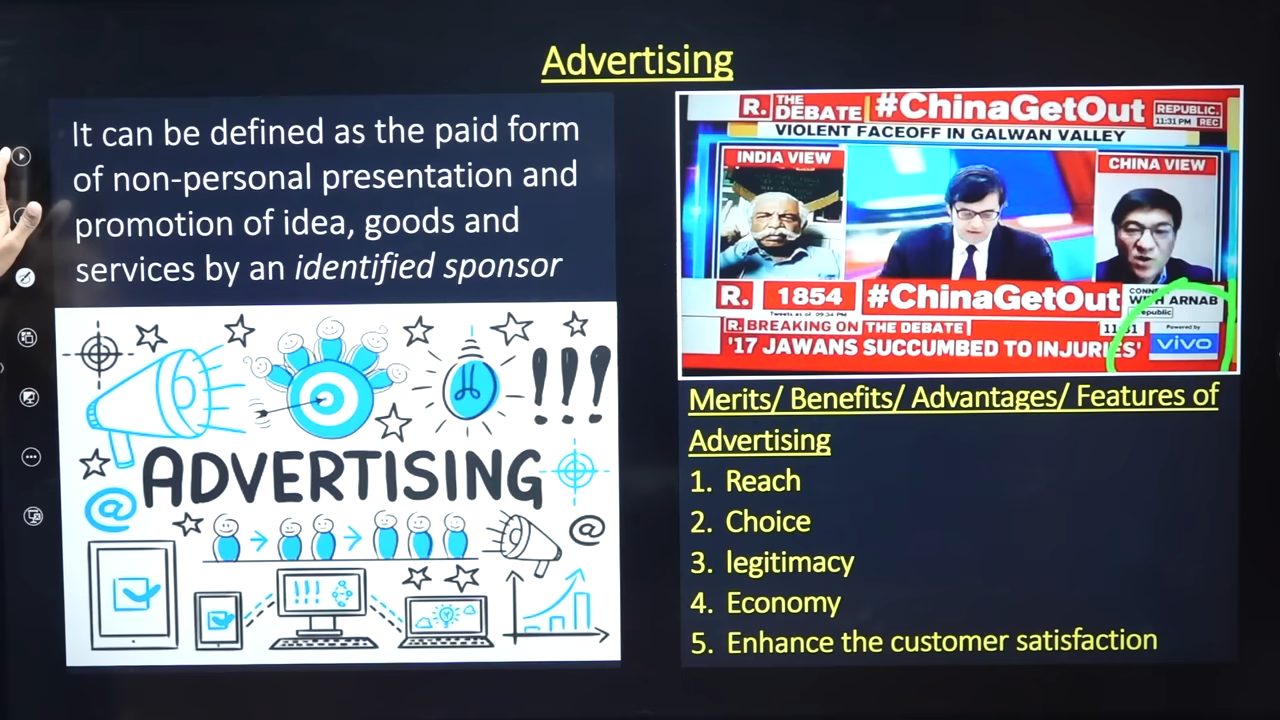 Advertising
It can be defined as the paid form
of non-personal presentation and
promotion of idea, goods and
services by an identified sponsor
!!!
ADVERTISING
@
@
!!!
R. THE DEBATE #ChinaGetOut REPUBLIC.
11:31 PM REC
VIOLENT FACEOFF IN GALWAN VALLEY
INDIA VIEW
CHINA VIEW
R. 1854 #ChinaGetOut
Tweets as of 09:34 PM
WITH ARNAB
republic
R. BREAKING ON THE DEBATE
'17 JAWANS SUCCUMBED TO INJURIES'
Powered by
vivo
Merits/ Benefits/ Advantages/ Features of
Advertising
1. Reach
2. Choice
3. legitimacy
4. Economy
5. Enhance the customer satisfaction